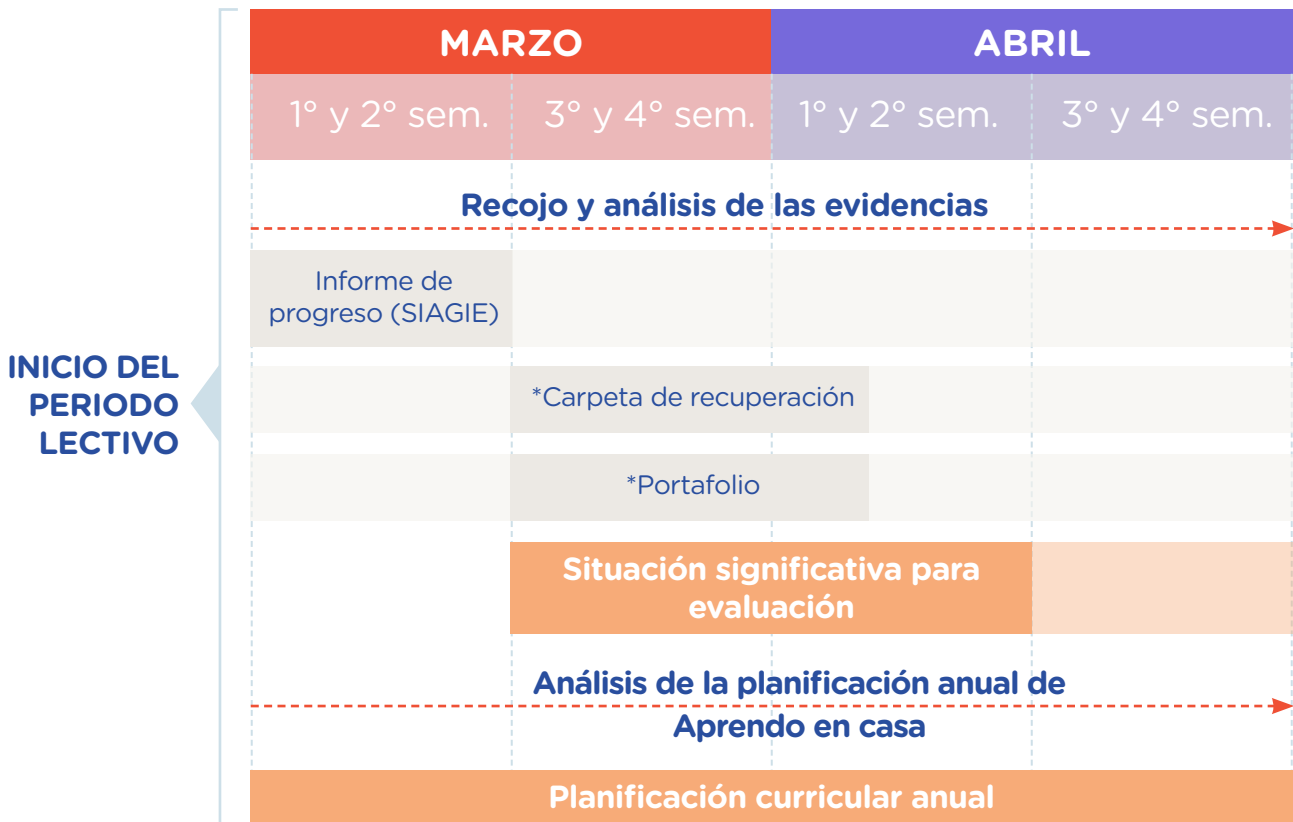 MARZO
ABRIL
1° y 2° sem.
3° y 4° sem.
1° y 2° sem.
3° y 4° sem.
Recojo y análisis de las evidencias
Informe de
progreso (SIAGIE)
INICIO DEL
PERIODO
LECTIVO
*Carpeta de recuperación
*Portafolio
Situación significativa para
evaluación
Análisis de la planificación anual de
Aprendo en casa
Planificación curricular anual